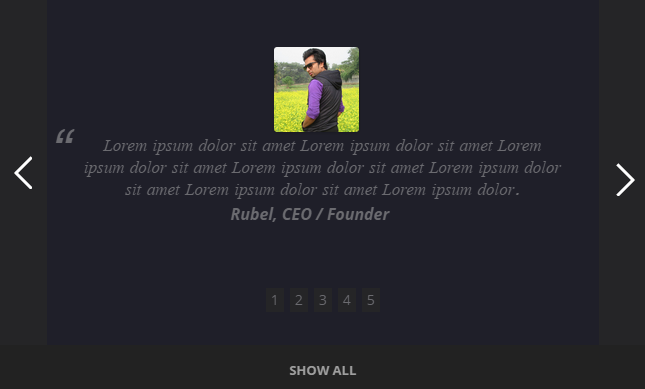 “
Lorem ipsum dolor sit amet Lorem ipsum dolor sit amet Lorem
ipsum dolor sit amet Lorem ipsum dolor sit amet Lorem ipsum dolor
sit amet Lorem ipsum dolor sit amet Lorem ipsum dolor.
Rubel, CEO / Founder
1 2 3 4 5
SHOW ALL